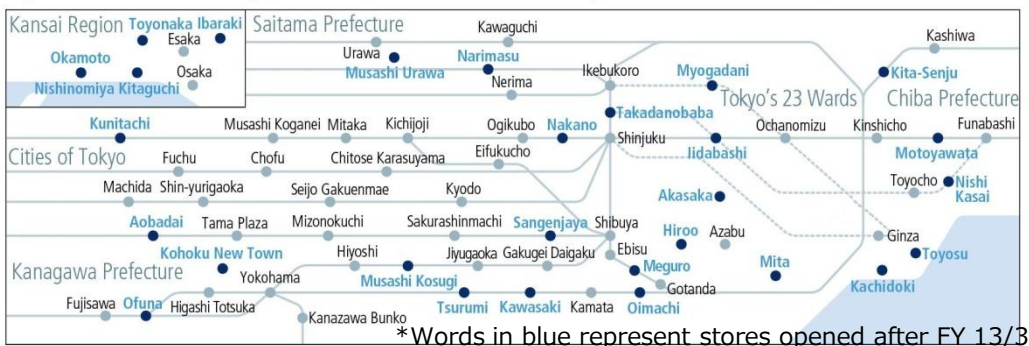 Kansai Region
Toyonaka Ibaraki
Esaka
Okamoto
Osaka
Nishinomiya Kitaguchi
Saitama Prefecture
Kawaguchi
Urawa
Musashi Urawa
Narimasu
Nerima
Ikebukoro
Myogadani
Kashiwa
Kita-Senju
Takadanobaba
Tokyo's 23 Wards
Chiba Prefecture
Kunitachi
Musashi Koganei
Mitaka
Kichijoji
Ogikubo
Nakano
Shinjuku
Iidabashi
Ochanomizu
Kinshicho
Funabashi
Motoyawata
Cities of Tokyo
Fuchu
Chofu
Chitose Karasuyama
Eifukucho
Toyocho
Nishi
Kasai
Machida
Shin-yurigaoka
Seijo Gakuenmae
Kyodo
Akasaka
Aobadai
Tama Plaza
Mizonokuchi
Sakurashinmachi
Sangenjaya
Shibuya
Hiroo
Azabu
Ginza
Kohoku New Town
Hiyoshi
Jiyugaoka
Gakugei Daigaku
Ebisu
Toyosu
Kanagawa Prefecture
Yokohama
Musashi Kosugi
Meguro
Gotanda
Mita
Kachidoki
Fujisawa
Ofuna
Higashi Totsuka
Kanazawa Bunko
Tsurumi
Kawasaki
Kamata
Oimachi
*Words in blue represent stores opened after FY 13/3